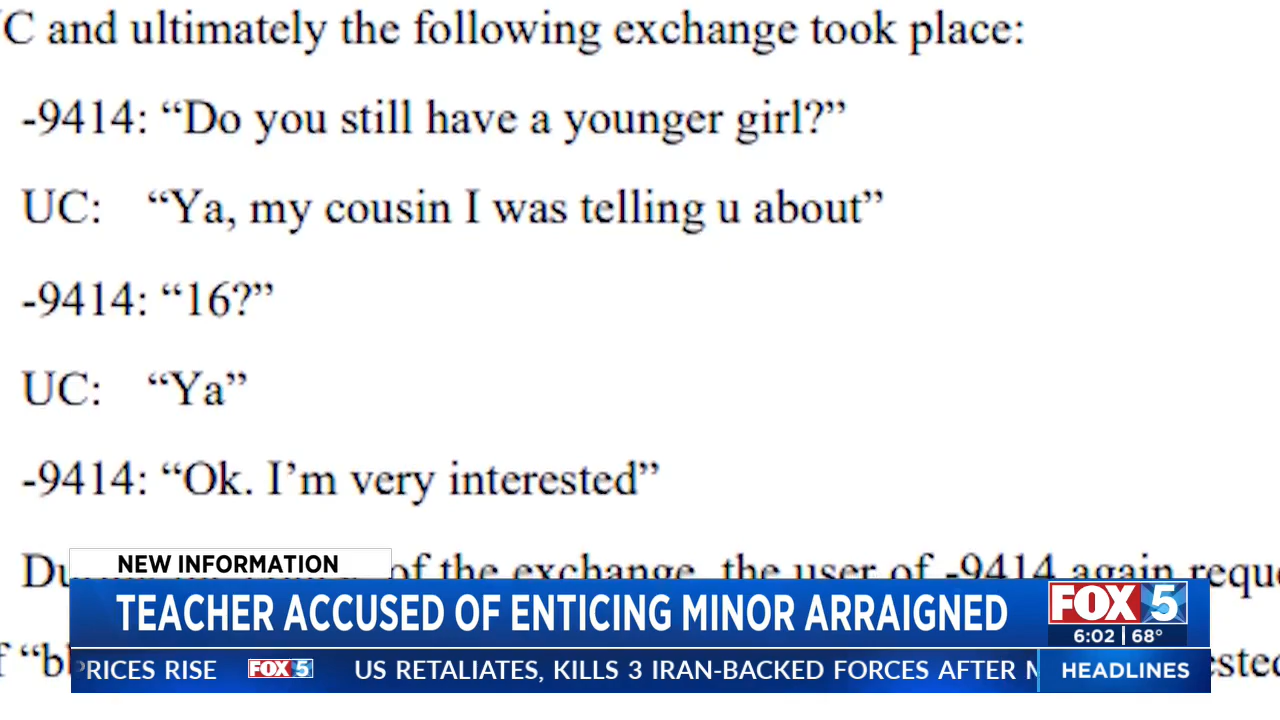 C and ultimately the following exchange took place:
-9414: “Do you still have a younger girl?”
UC: “Ya, my cousin I was telling u about”
-9414: “16?”
UC: “Ya”
-9414: “Ok. I’m very interested”
of the exchange, the user of -9414 again reque
NEW INFORMATION
TEACHER ACCUSED OF ENTICING MINOR ARRAIGNED
FOX 5
6:02 | 68°
PRICES RISE FOX 5 US RETALIATES, KILLS 3 IRAN-BACKED FORCES AFTER M
HEADLINES